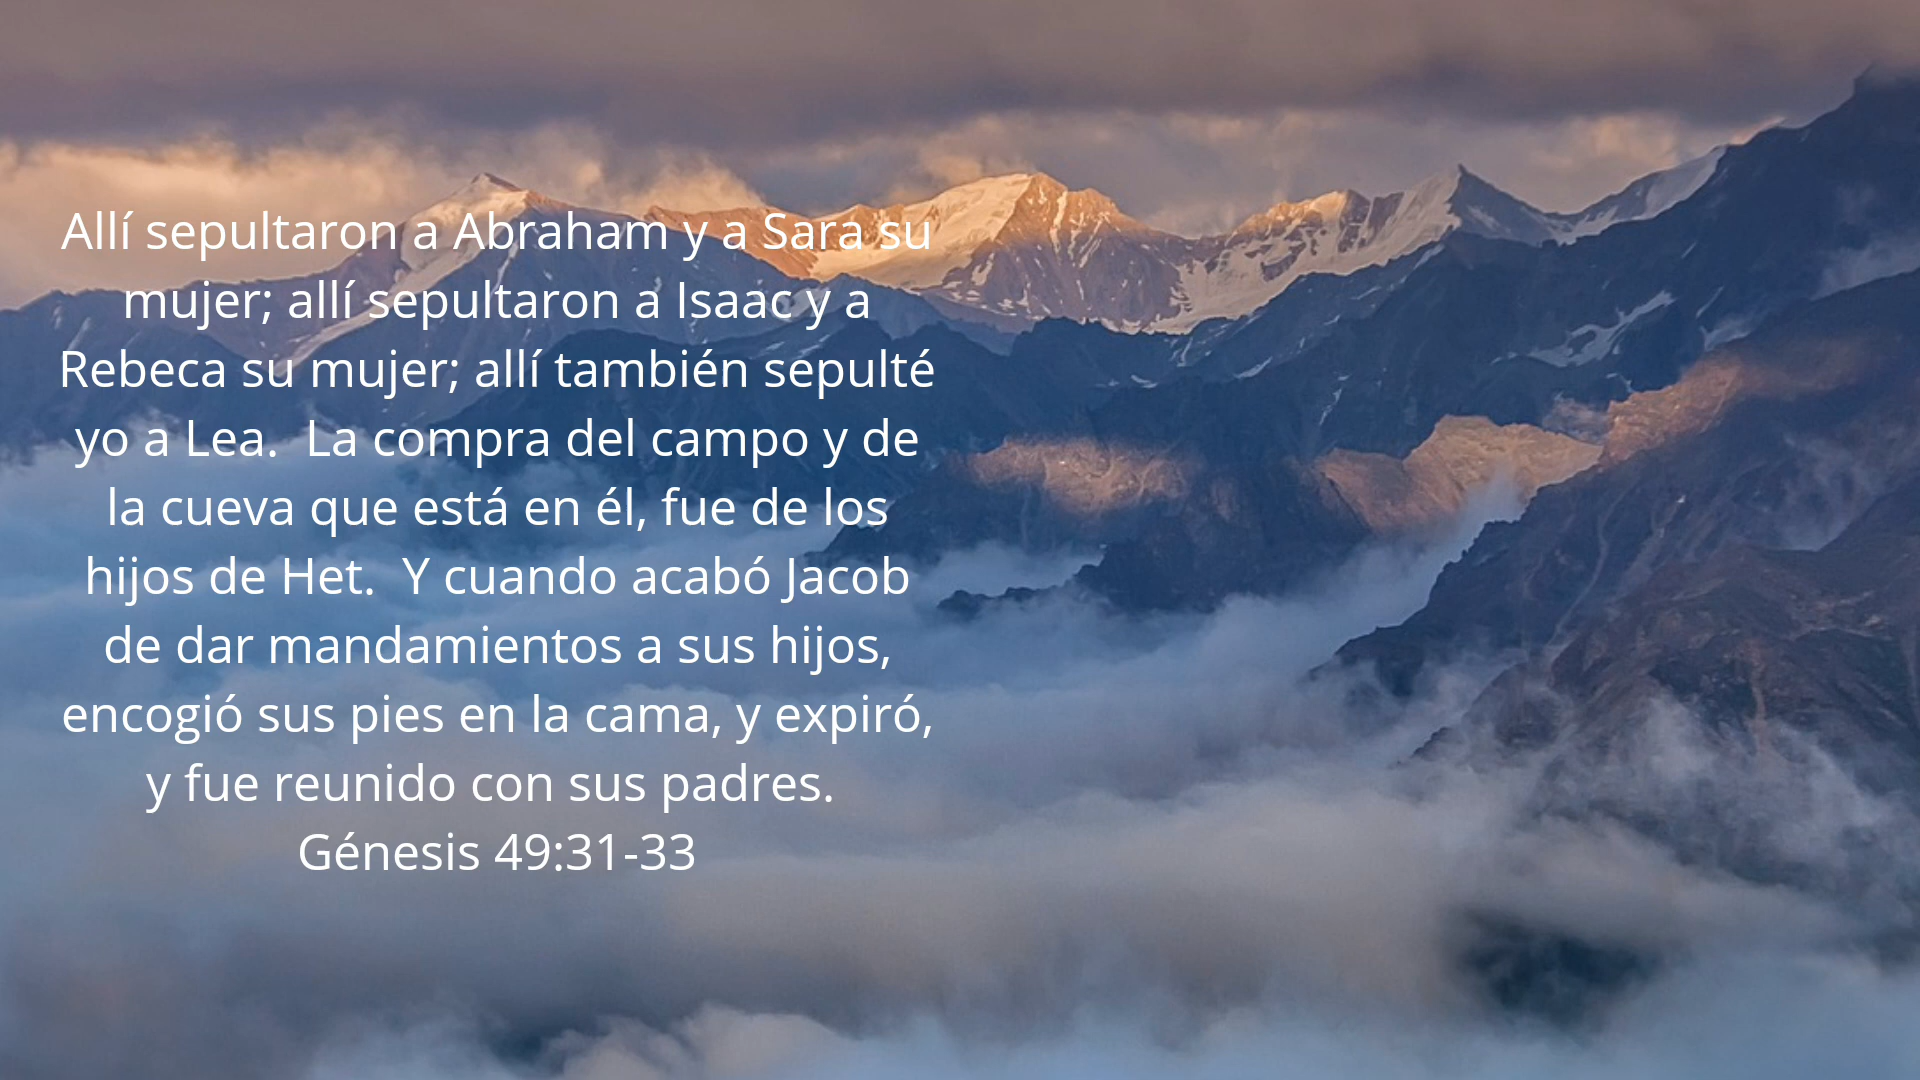 Allí sepultaron a Abraham y a Sara su
mujer; allí sepultaron a Isaac y a
Rebeca su mujer; allí también sepulté
yo a Lea.  La compra del campo y de
la cueva que está en él, fue de los
hijos de Het.  Y cuando acabó Jacob
de dar mandamientos a sus hijos,
encogió sus pies en la cama, y expiró,
y fue reunido con sus padres.
Génesis 49:31-33